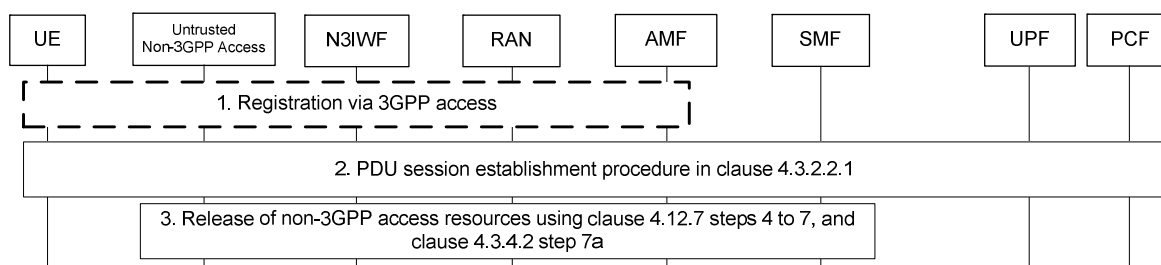 UE
Untrusted
Non-3GPP Access
N3IWF
RAN
AMF
SMF
UPF
PCF
1. Registration via 3GPP access
2. PDU session establishment procedure in clause 4.3.2.2.1
3. Release of non-3GPP access resources using clause 4.12.7 steps 4 to 7, and
clause 4.3.4.2 step 7a